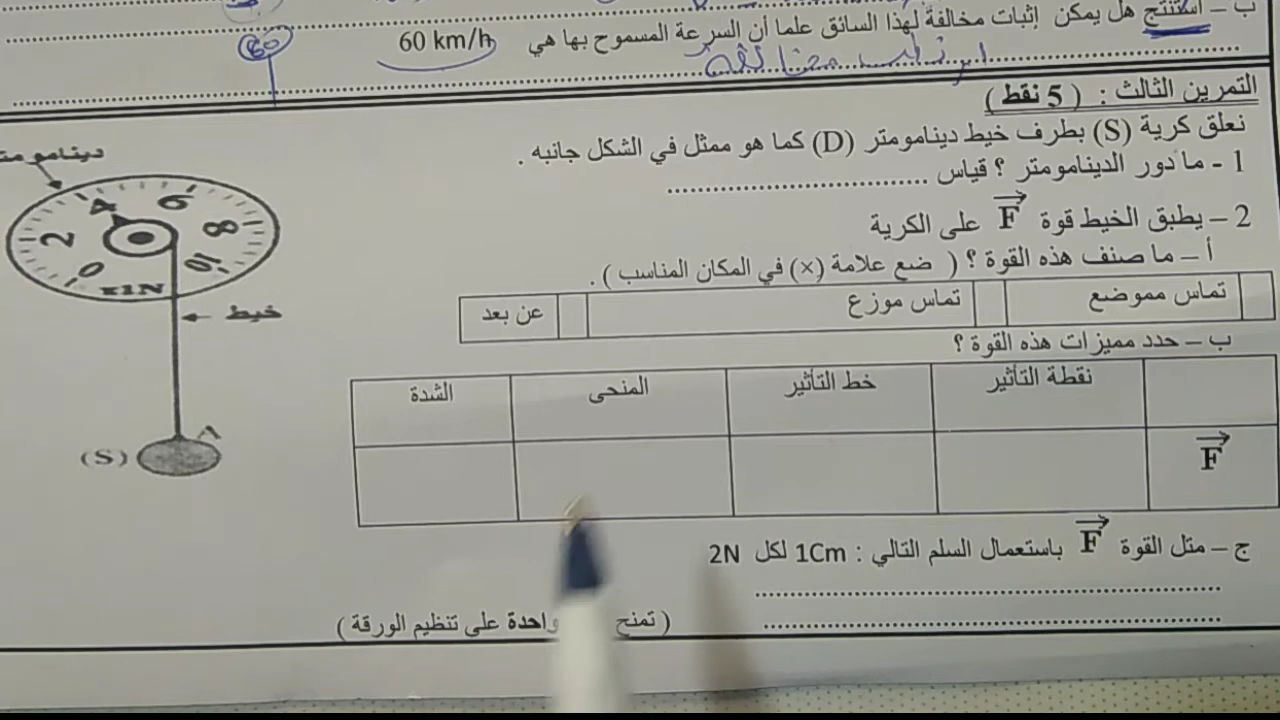 ب – استنتج هل يمكن إثبات مخالفة لهذا السائق علما أن السرعة المسموح بها هي 60 km/h
60
التمرين الثالث : ( 5 نقط )
نعلق كرية (S) بطرف خيط دينامومتر (D) كما هو ممثل في الشكل جانبه .
1 - ما دور الدينامومتر ؟ قياس ..............................
2 – يطبق الخيط قوة F على الكرية
أ – ما صنف هذه القوة ؟ ( ضع علامة (×) في المكان المناسب ) .
تماس مموضع تماس موزع عن بعد
ب – حدد مميزات هذه القوة ؟
نقطة التأثير خط التأثير المنحى الشدة
F
ج – مثل القوة F باستعمال السلم التالي : 1Cm لكل 2N
( تمنح واحدة على تنظيم الورقة )
0 2 4 6 8 10
x1N
خيط
A
(S)